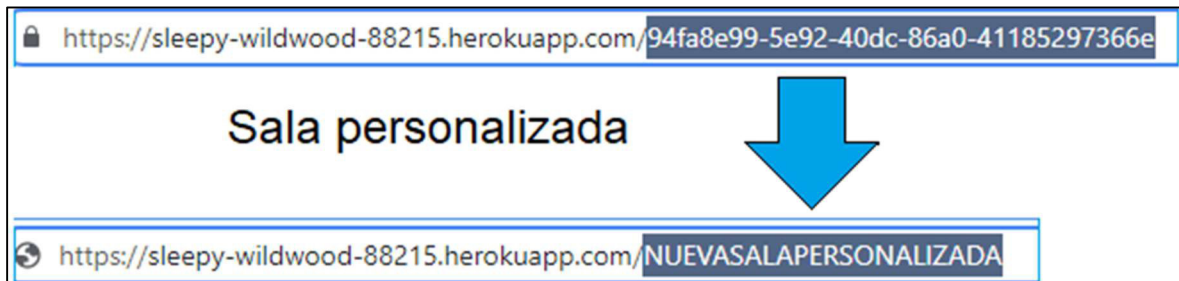 https://sleepy-wildwood-88215.herokuapp.com/94fa8e99-5e92-40dc-86a0-41185297366e
Sala personalizada
https://sleepy-wildwood-88215.herokuapp.com/NUEVASALAPERSONALIZADA